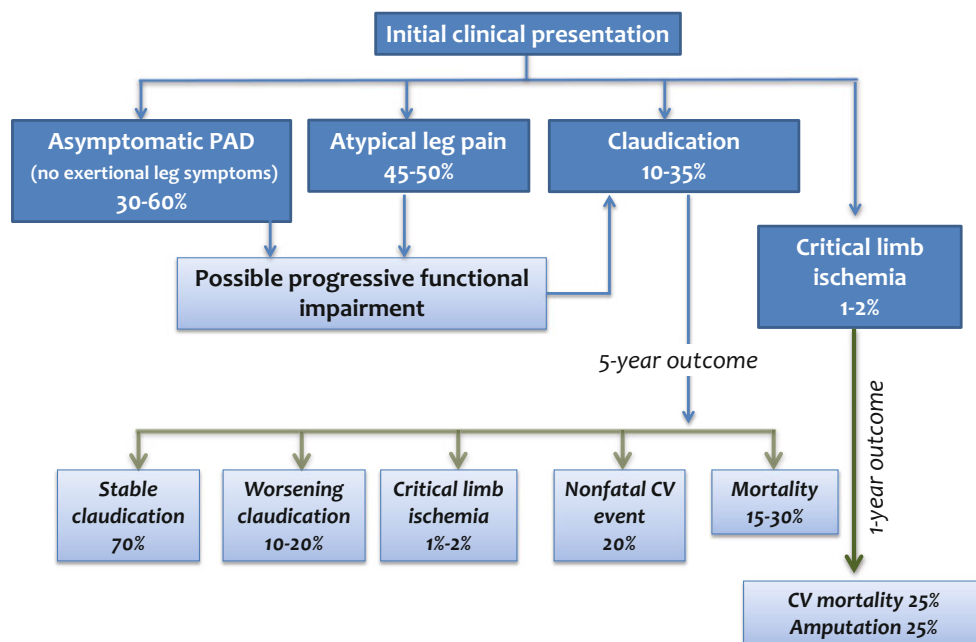 Initial clinical presentation
Asymptomatic PAD
(no exertional leg symptoms)
30-60%
Atypical leg pain
45-50%
Claudication
10-35%
Critical limb
ischemia
1-2%
Possible progressive functional
impairment
5-year outcome
1-year outcome
Stable
claudication
70%
Worsening
claudication
10-20%
Critical limb
ischemia
1%-2%
Nonfatal CV
event
20%
Mortality
15-30%
CV mortality 25%
Amputation 25%